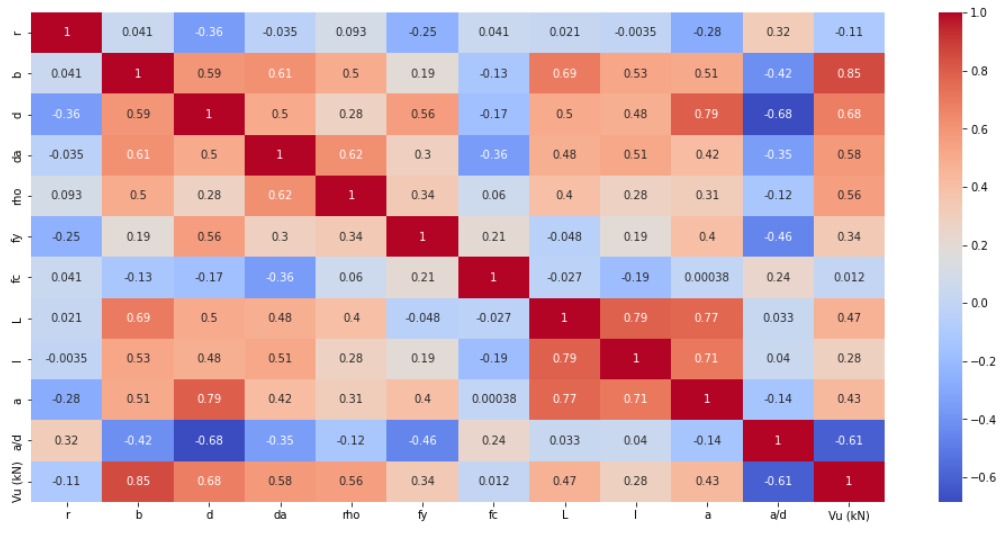 r 1 0.041 -0.36 -0.035 0.093 -0.25 0.041 0.021 -0.0035 -0.28 0.32 -0.11
b 0.041 1 0.59 0.61 0.5 0.19 -0.13 0.69 0.53 0.51 -0.42 0.85
d -0.36 0.59 1 0.5 0.28 0.56 -0.17 0.5 0.48 0.79 -0.68 0.68
da -0.035 0.61 0.5 1 0.62 0.3 -0.36 0.48 0.51 0.42 -0.35 0.58
rho 0.093 0.5 0.28 0.62 1 0.34 0.06 0.4 0.28 0.31 -0.12 0.56
fy -0.25 0.19 0.56 0.3 0.34 1 0.21 -0.048 0.19 0.4 -0.46 0.34
fc 0.041 -0.13 -0.17 -0.36 0.06 0.21 1 -0.027 -0.19 0.00038 0.24 0.012
L 0.021 0.69 0.5 0.48 0.4 -0.048 -0.027 1 0.79 0.77 0.033 0.47
l -0.0035 0.53 0.48 0.51 0.28 0.19 -0.19 0.79 1 0.71 0.04 0.28
a -0.28 0.51 0.79 0.42 0.31 0.4 0.00038 0.77 0.71 1 -0.14 0.43
a/d 0.32 -0.42 -0.68 -0.35 -0.12 -0.46 0.24 0.033 0.04 -0.14 1 -0.61
Vu (kN) -0.11 0.85 0.68 0.58 0.56 0.34 0.012 0.47 0.28 0.43 -0.61 1
r b d da rho fy fc L l a a/d Vu (kN)
1.0
0.8
0.6
0.4
0.2
0.0
−0.2
−0.4
−0.6